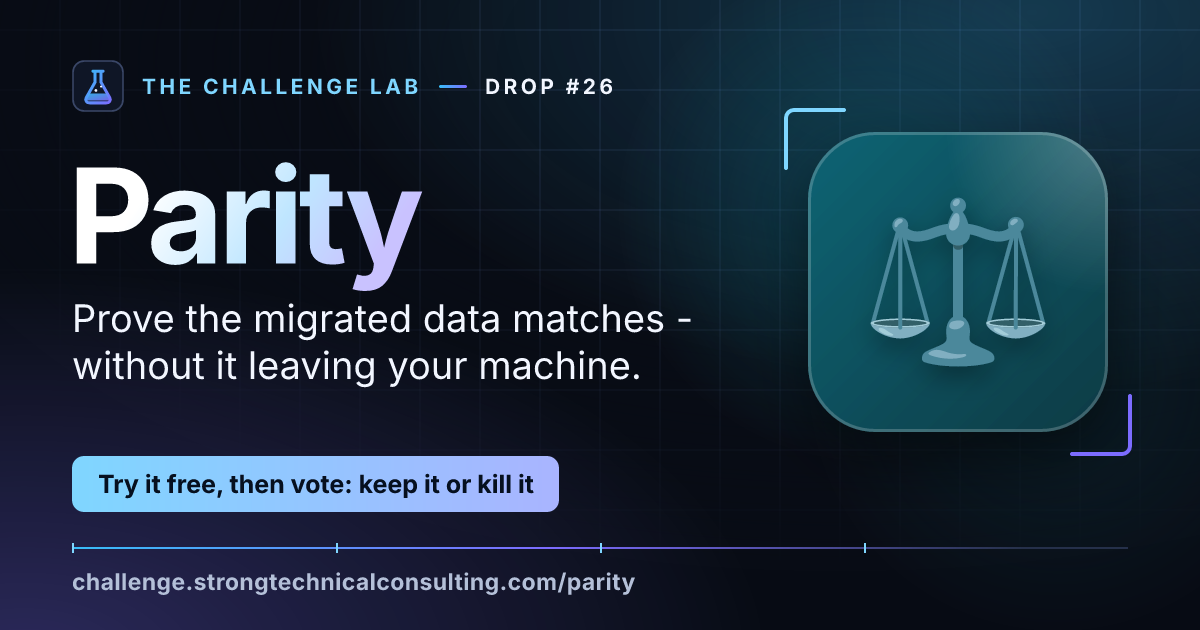 THE CHALLENGE LAB — DROP #26
Parity
Prove the migrated data matches -
without it leaving your machine.
Try it free, then vote: keep it or kill it
challenge.strongtechnicalconsulting.com/parity